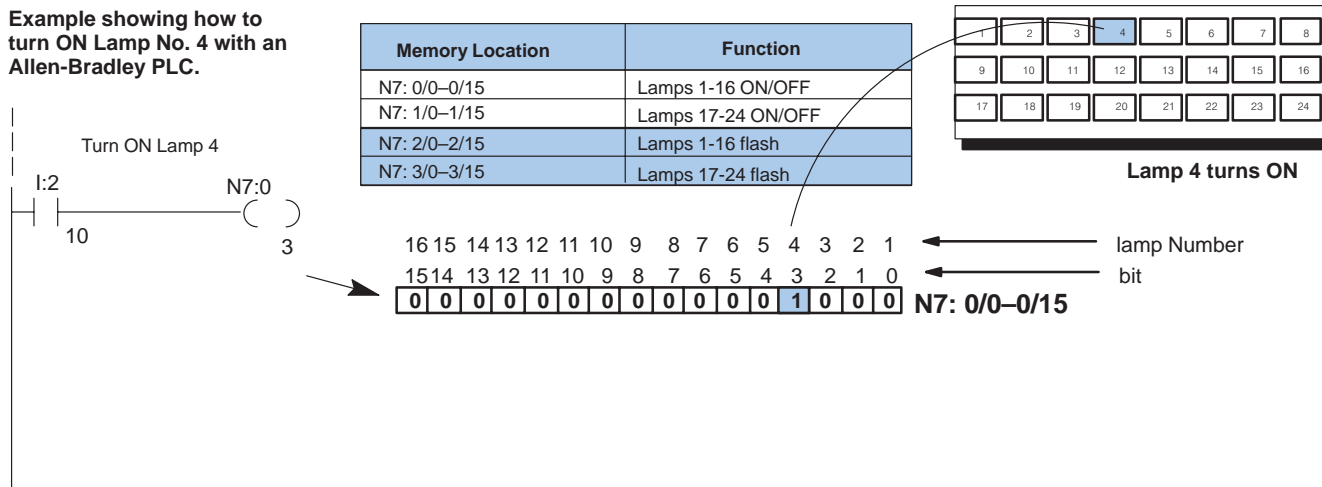 Example showing how to
turn ON Lamp No. 4 with an
Allen-Bradley PLC.
Memory Location Function
N7: 0/0–0/15 Lamps 1-16 ON/OFF
N7: 1/0–1/15 Lamps 17-24 ON/OFF
N7: 2/0–2/15 Lamps 1-16 flash
N7: 3/0–3/15 Lamps 17-24 flash
1 2 3 4 5 6 7 8
9 10 11 12 13 14 15 16
17 18 19 20 21 22 23 24
Lamp 4 turns ON
Turn ON Lamp 4
I:2 N7:0
10 3
16 15 14 13 12 11 10 9 8 7 6 5 4 3 2 1 lamp Number
15 14 13 12 11 10 9 8 7 6 5 4 3 2 1 0 bit
0 0 0 0 0 0 0 0 0 0 0 0 1 0 0 0 N7: 0/0–0/15